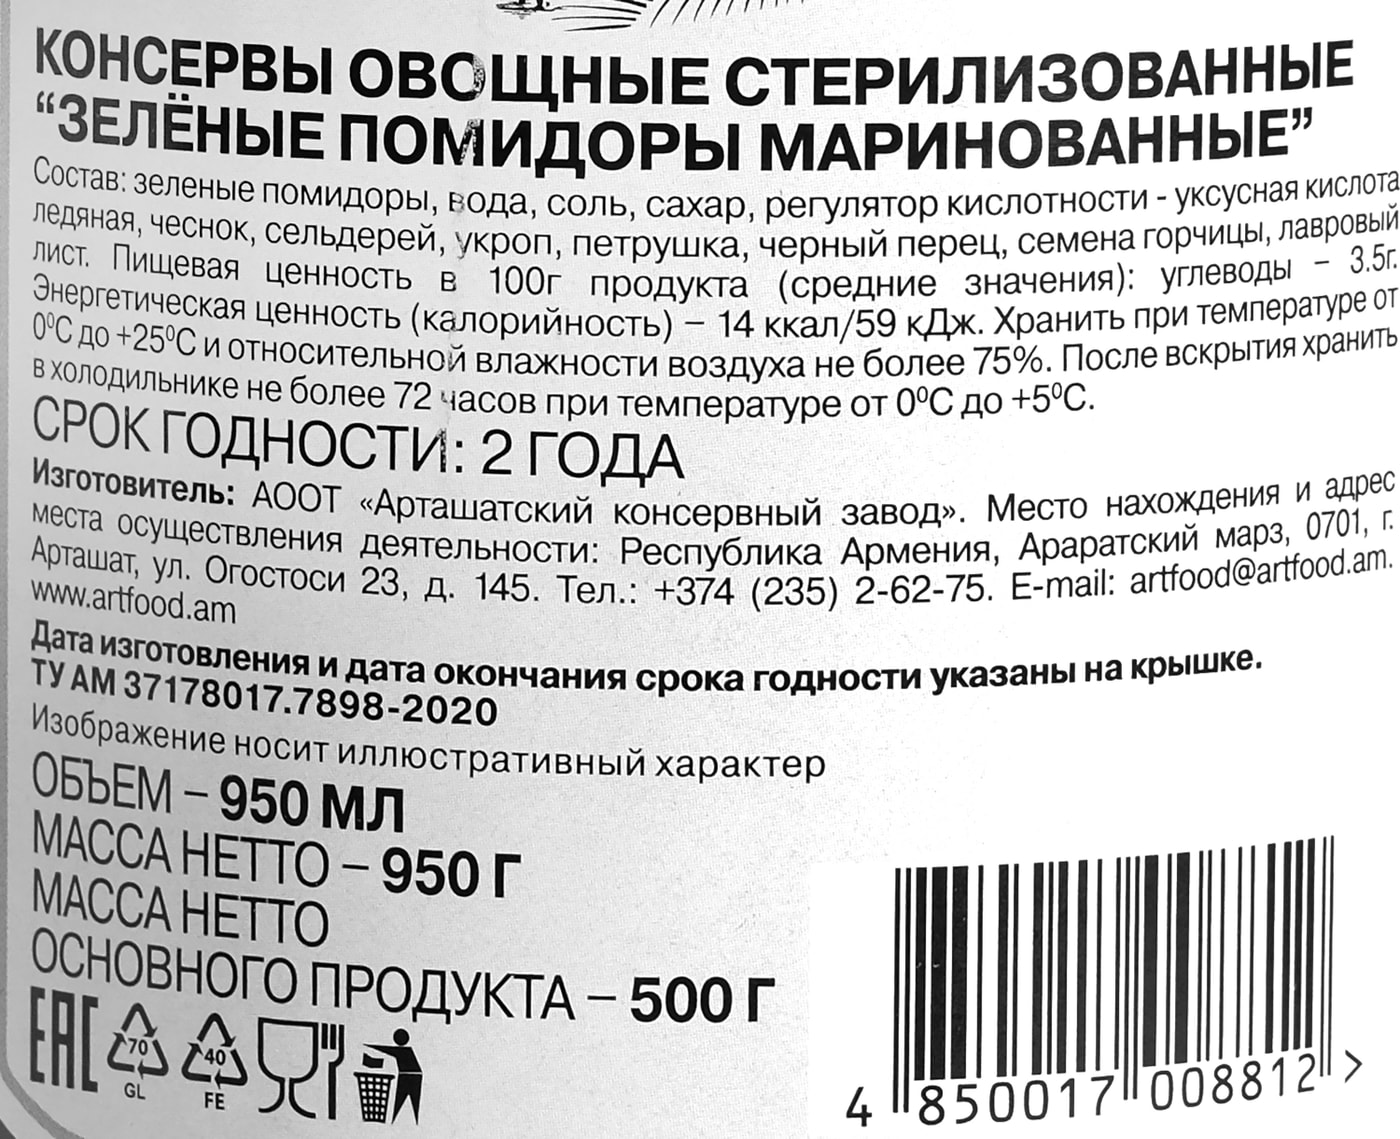 КОНСЕРВЫ ОВОЩНЫЕ СТЕРИЛИЗОВАННЫЕ
“ЗЕЛЁНЫЕ ПОМИДОРЫ МАРИНОВАННЫЕ”
Состав: зеленые помидоры, вода, соль, сахар, регулятор кислотности - уксусная кислота
ледяная, чеснок, сельдерей, укроп, петрушка, черный перец, семена горчицы, лавровый
лист. Пищевая ценность в 100г продукта (средние значения): углеводы – 3.5г.
Энергетическая ценность (калорийность) – 14 ккал/59 кДж. Хранить при температуре от
0⁰С до +25⁰С и относительной влажности воздуха не более 75%. После вскрытия хранить
в холодильнике не более 72 часов при температуре от 0⁰С до +5⁰С.
СРОК ГОДНОСТИ: 2 ГОДА
Изготовитель: АООТ «Арташатский консервный завод». Место нахождения и адрес
места осуществления деятельности: Республика Армения, Араратский марз, 0701, г.
Арташат, ул. Огостоси 23, д. 145. Тел.: +374 (235) 2-62-75. E-mail: artfood@artfood.am.
www.artfood.am
Дата изготовления и дата окончания срока годности указаны на крышке.
ТУ АМ 37178017.7898-2020
Изображение носит иллюстративный характер
ОБЪЕМ – 950 МЛ
МАССА НЕТТО – 950 Г
МАССА НЕТТО
ОСНОВНОГО ПРОДУКТА – 500 Г
EAC 70 GL 40 FE
4 850017 008812 >